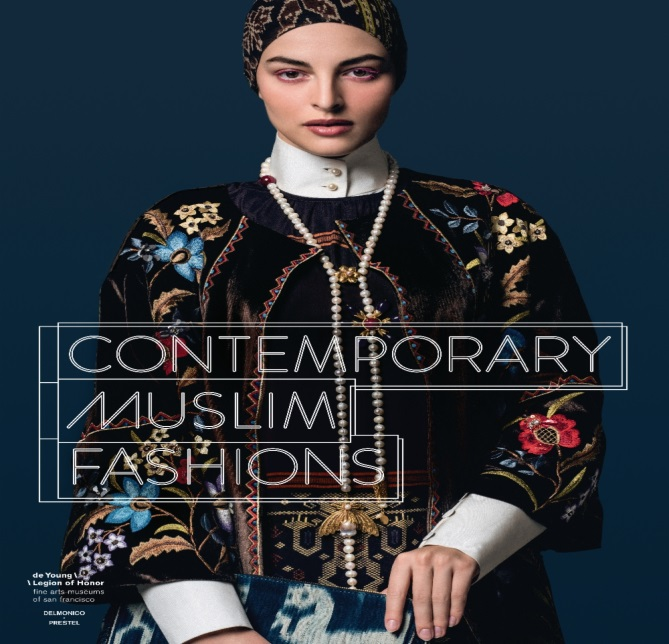 CONTEMPORARY
MUSLIM
FASHIONS
de Young \
\ Legion of Honor
fine arts museums
of san francisco
DELMONICO
PRESTEL